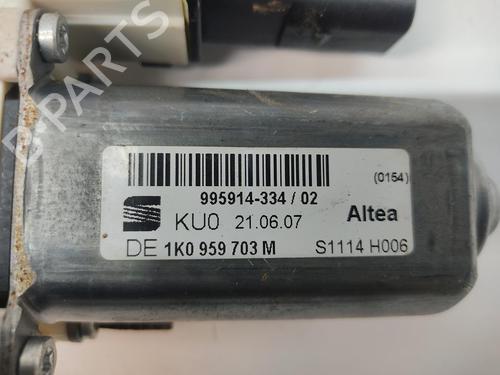 B-PARTS
(0154)
995914-334 / 02
KU0 21.06.07 Altea
DE 1K0 959 703 M S1114 H006